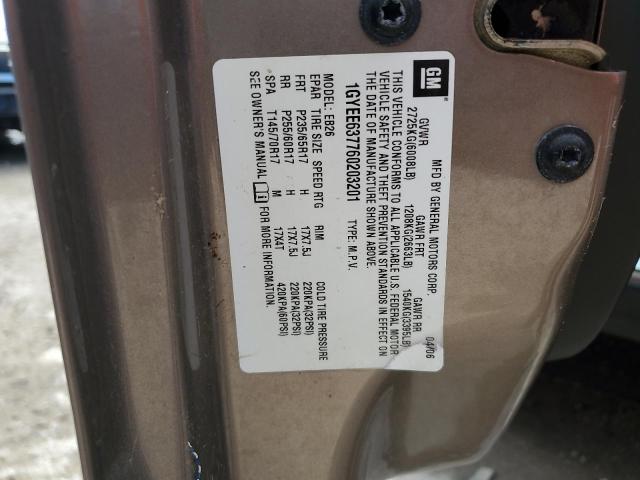 GM
MFD BY GENERAL MOTORS CORP. 04/06
GVWR GAWR FRT GAWR RR
2725KG(6008LB) 1208KG(2663LB) 1540KG(3395LB)
THIS VEHICLE CONFORMS TO ALL APPLICABLE U.S. FEDERAL MOTOR
VEHICLE SAFETY AND THEFT PREVENTION STANDARDS IN EFFECT ON
THE DATE OF MANUFACTURE SHOWN ABOVE.
1GYEE637760203201 TYPE: M.P.V.
MODEL: EB26
EPAR TIRE SIZE SPEED RTG RIM COLD TIRE PRESSURE
FRT P235/65R17 H 17X7.5J 220KPA(32PSI)
RR P255/60R17 H 17X7.5J 220KPA(32PSI)
SPA T145/70R17 M 17X4T 420KPA(60PSI)
SEE OWNER'S MANUAL FOR MORE INFORMATION.